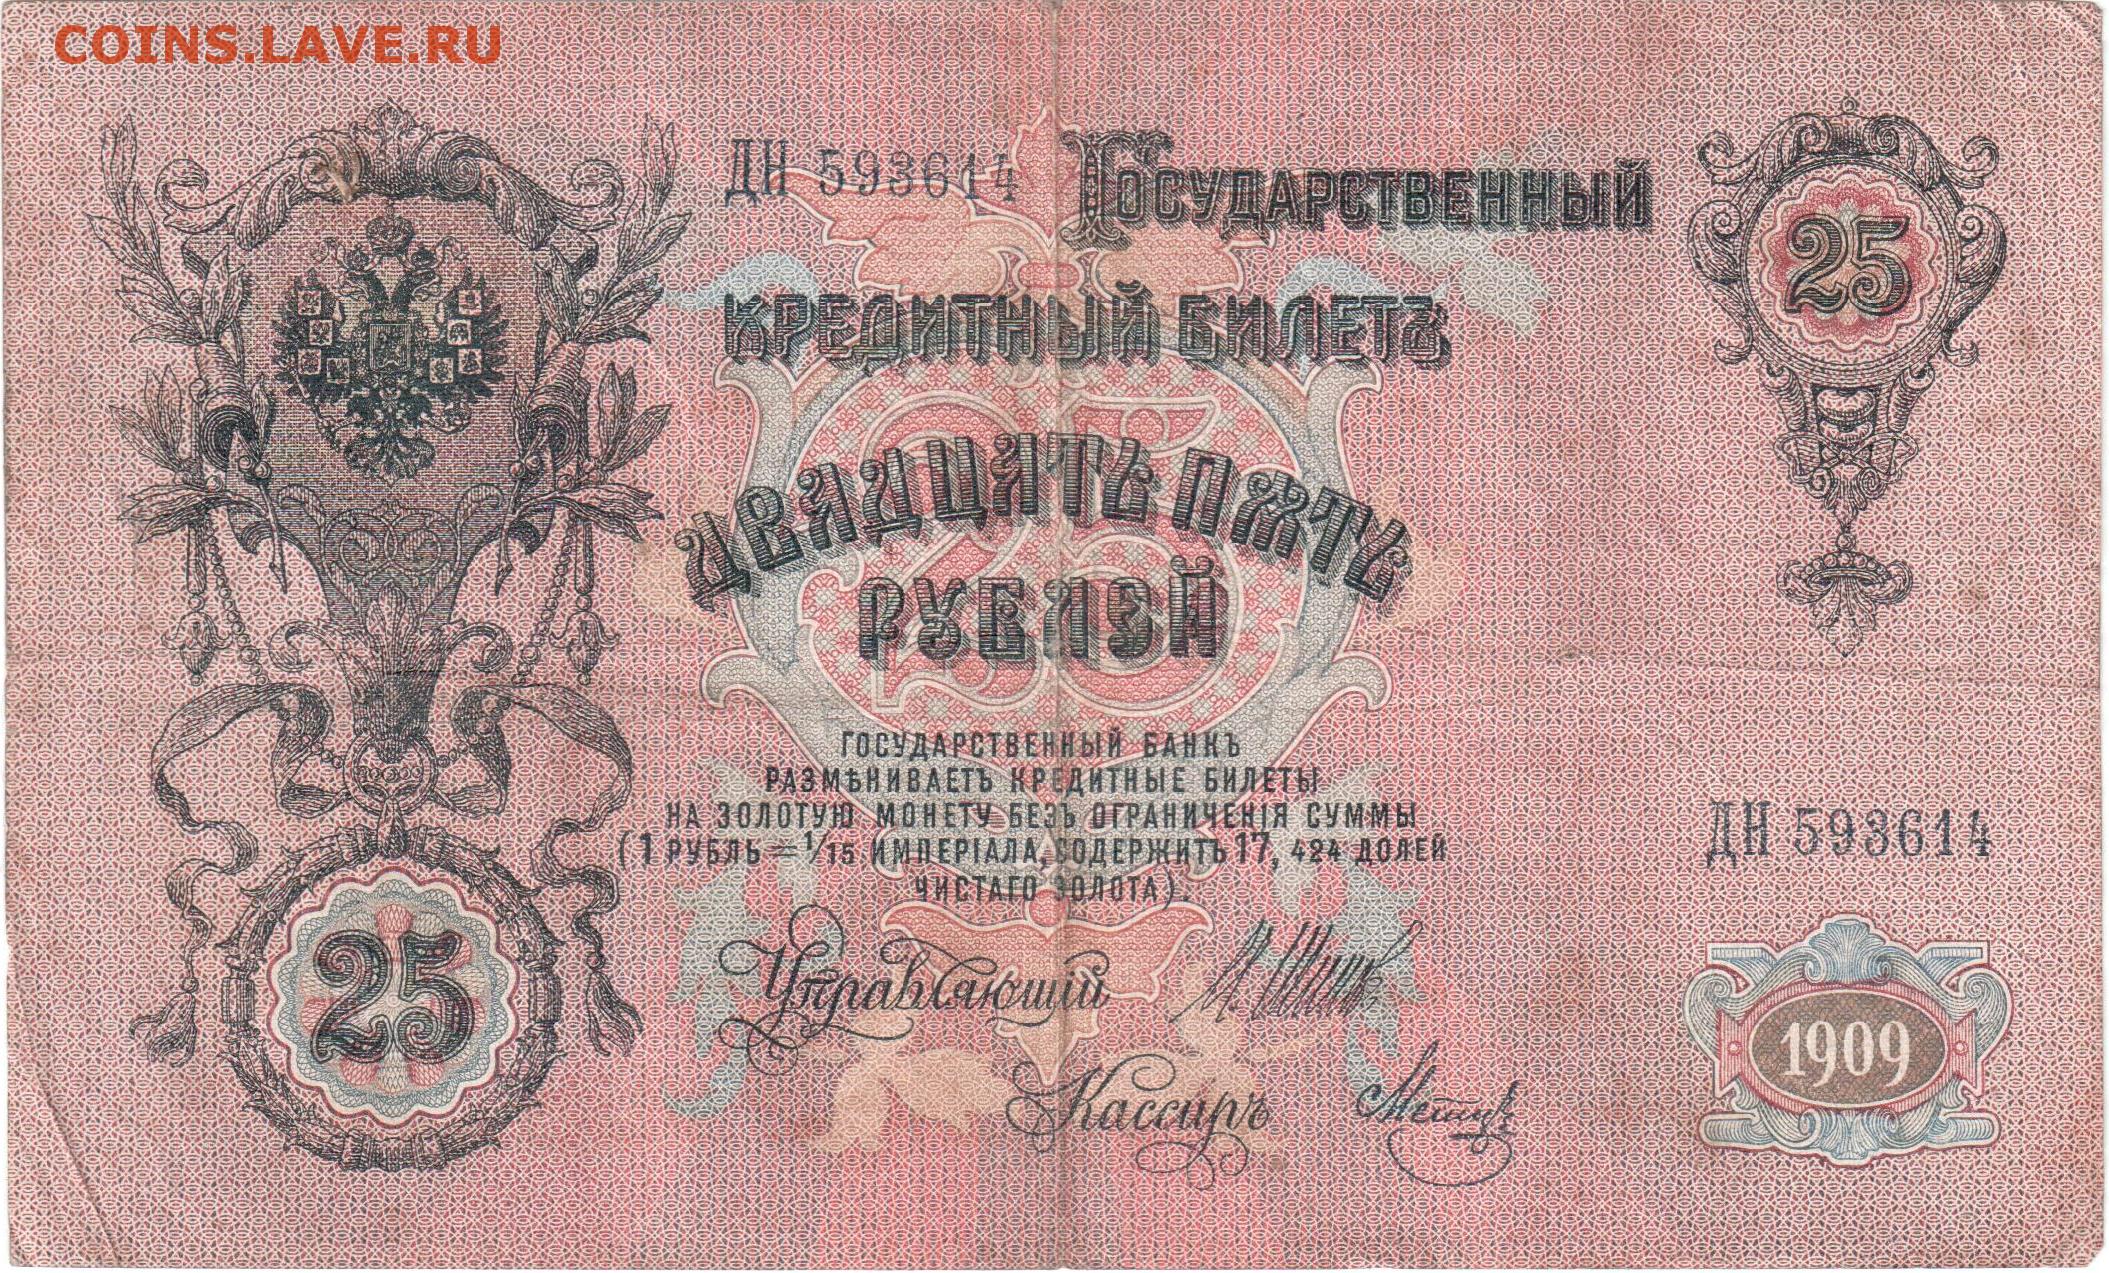 COINS.LAVE.RU
ДН 593614
ГОСУДАРСТВЕННЫЙ
КРЕДИТНЫЙ БИЛЕТЪ
25
ДВАДЦАТЬ ПЯТЬ
РУБЛЕЙ
ГОСУДАРСТВЕННЫЙ БАНКЪ
РАЗМѢНИВАЕТЪ КРЕДИТНЫЕ БИЛЕТЫ
НА ЗОЛОТУЮ МОНЕТУ БЕЗЪ ОГРАНИЧЕНІЯ СУММЫ
(1 РУБЛЬ = 1/15 ИМПЕРІАЛА, СОДЕРЖИТЪ 17, 424 ДОЛЕЙ
ЧИСТАГО ЗОЛОТА).
ДН 593614
25
25
Управляющій
Кассиръ
1909